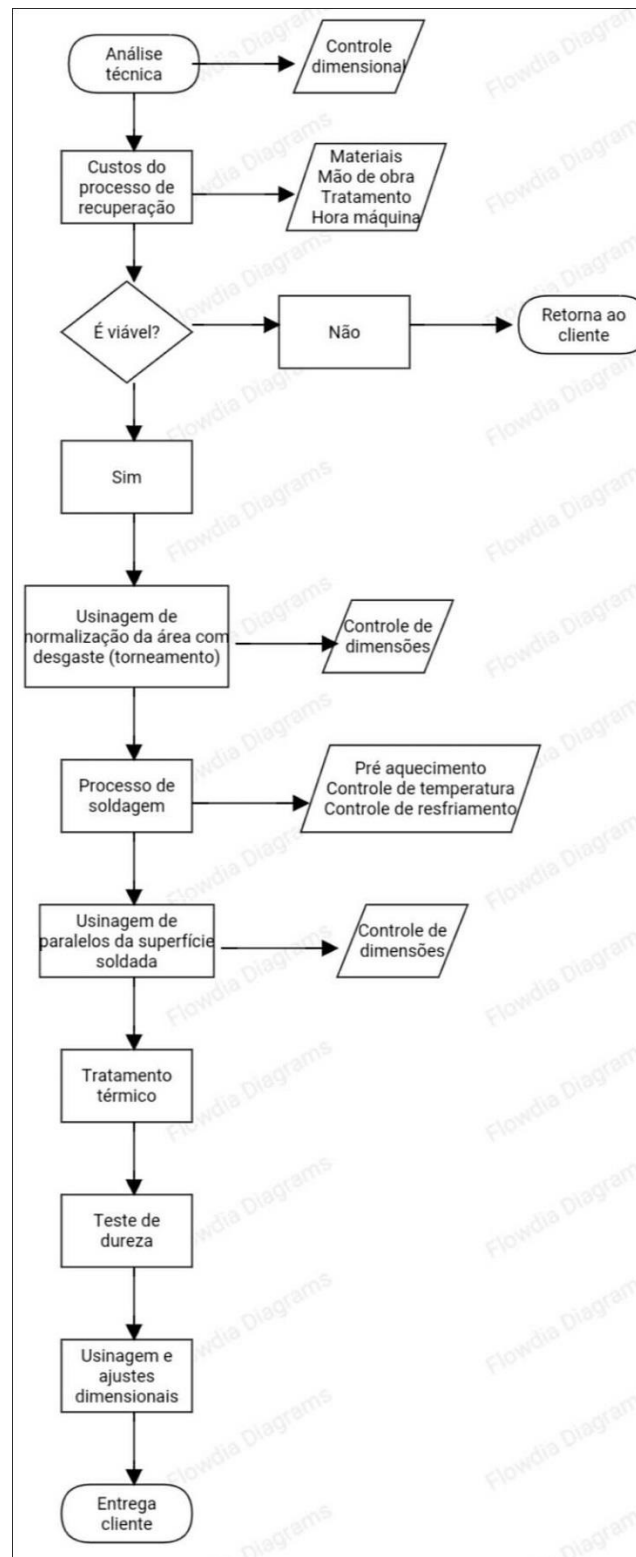 Análise
técnica
Controle
dimensional
Custos do
processo de
recuperação
Materiais
Mão de obra
Tratamento
Hora máquina
É viável?
Não
Retorna ao
cliente
Sim
Usinagem de
normalização da área com
desgaste (torneamento)
Controle de
dimensões
Processo de
soldagem
Pré aquecimento
Controle de temperatura
Controle de resfriamento
Usinagem de
paralelos da superfície
soldada
Controle de
dimensões
Tratamento
térmico
Teste de
dureza
Usinagem e
ajustes
dimensionais
Entrega
cliente
Flowdia Diagrams